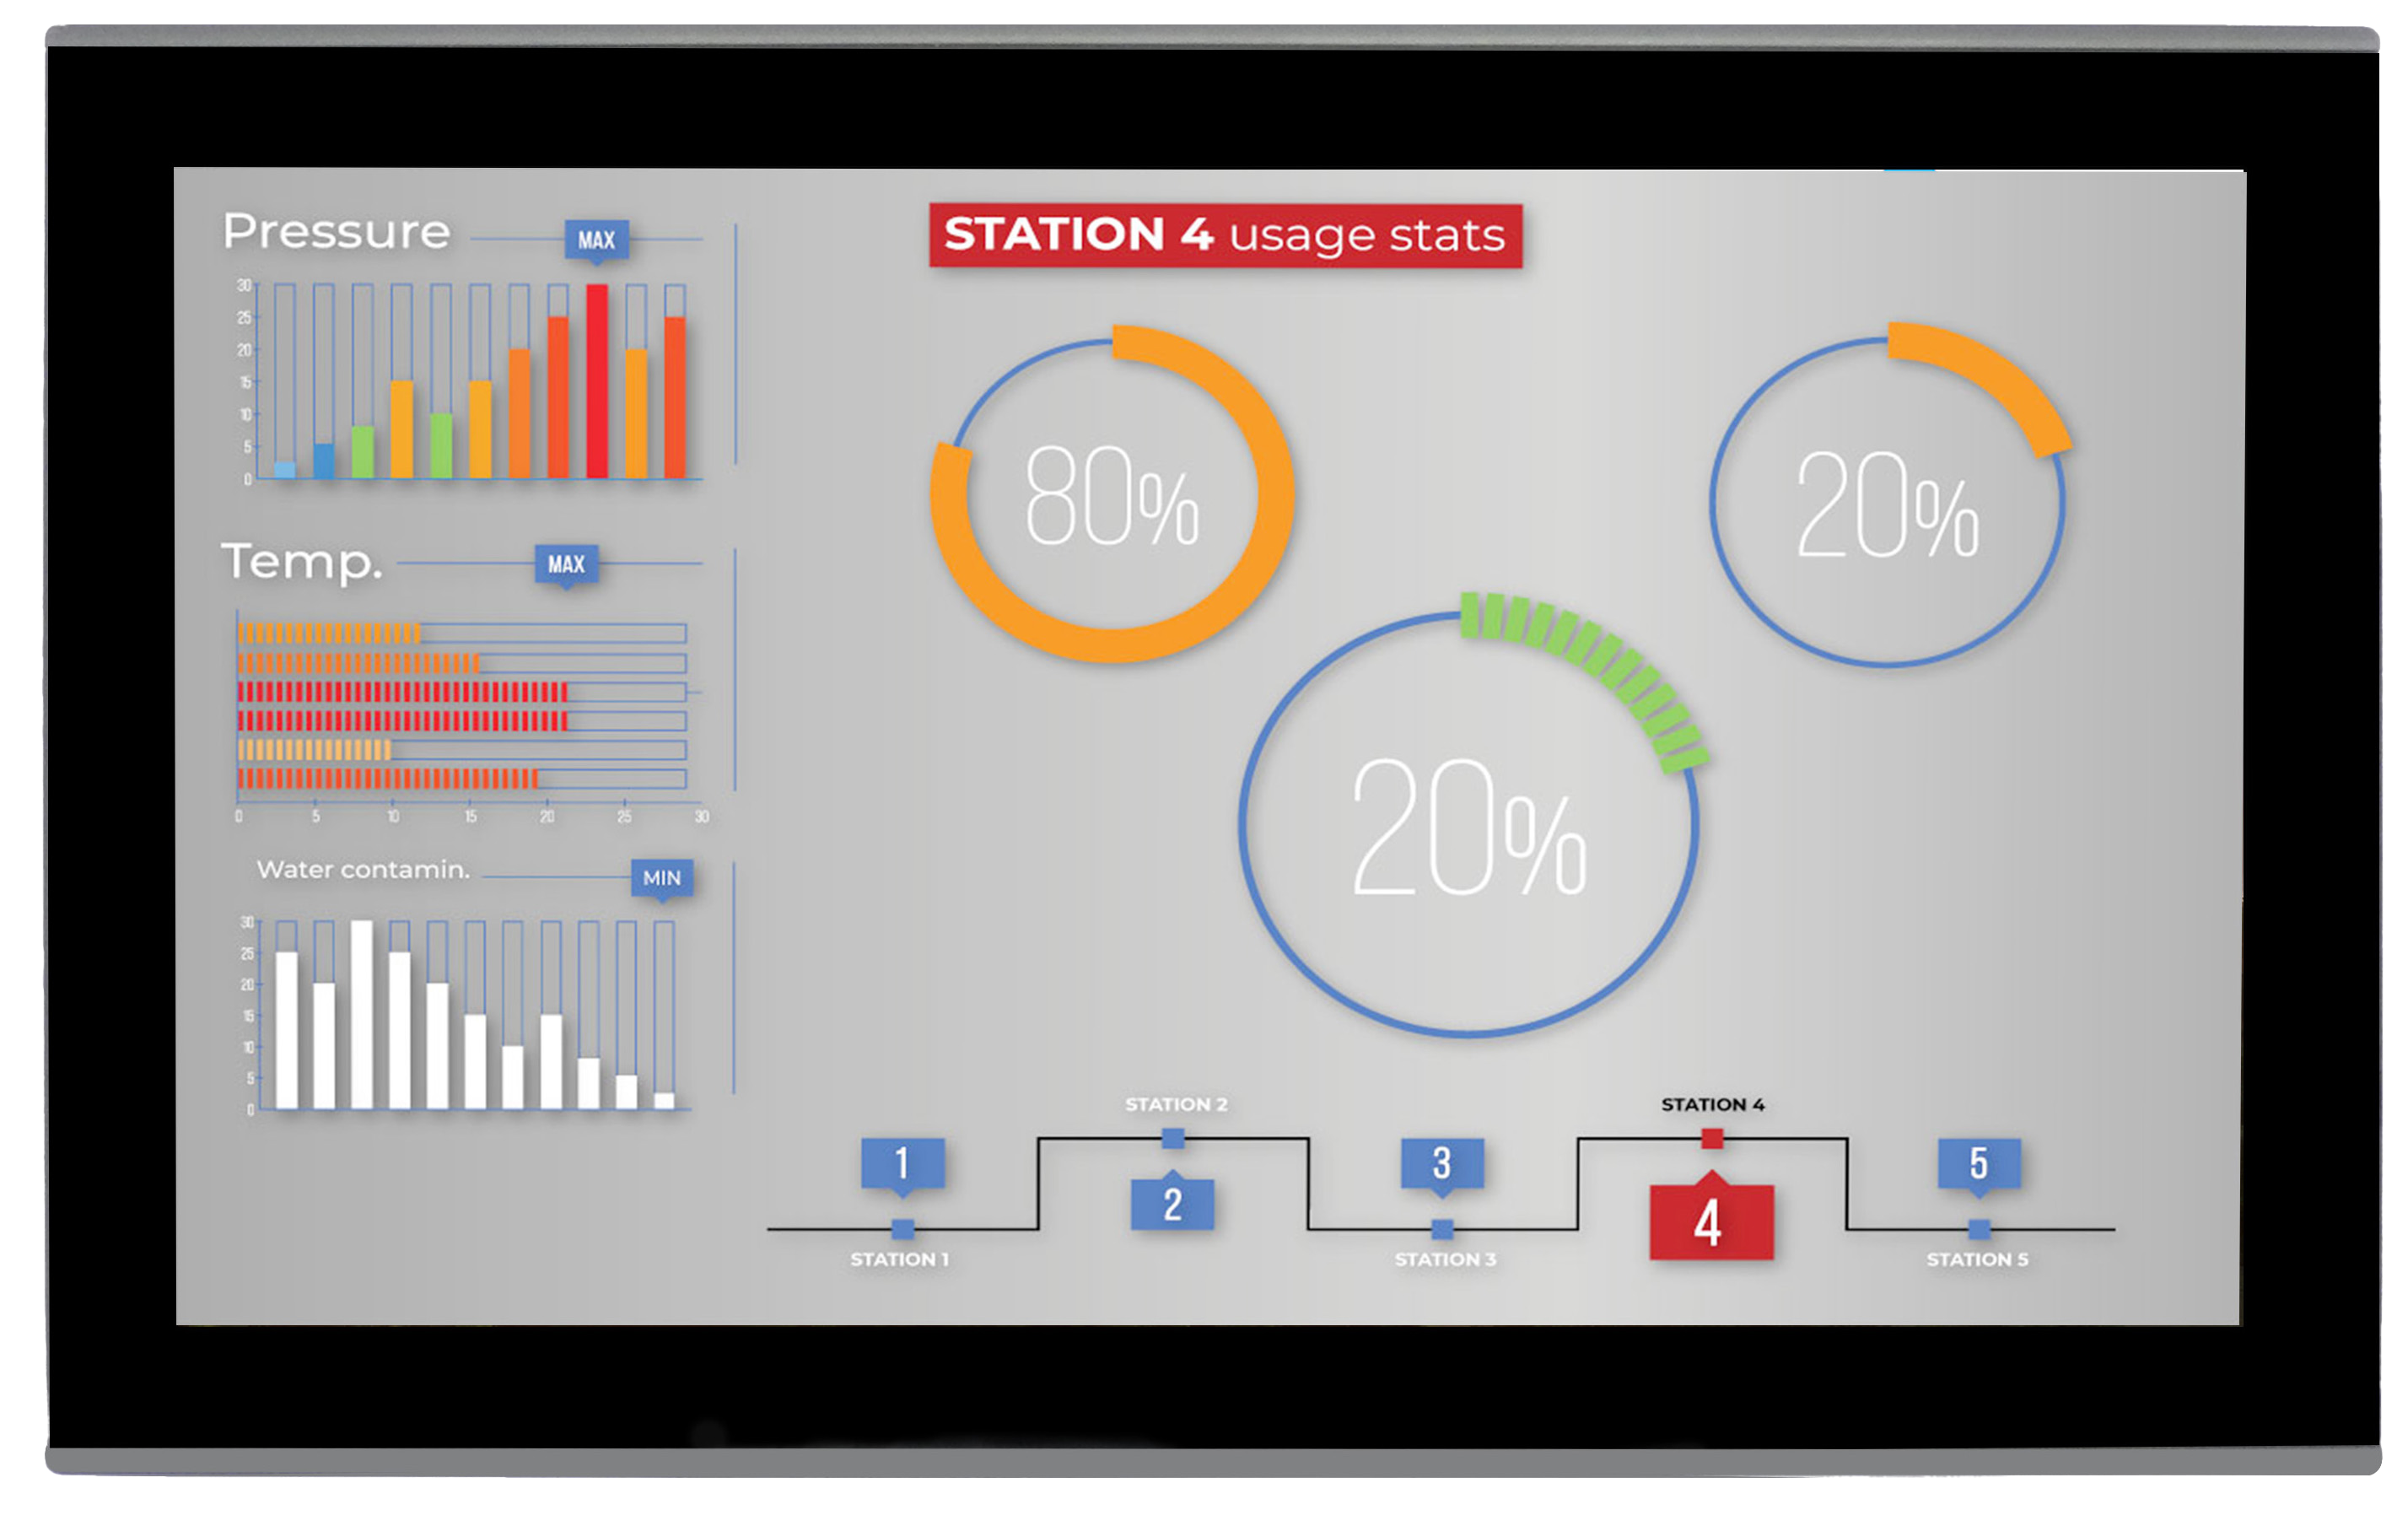 Pressure
MAX
30
25
20
15
10
5
0
Temp.
MAX
0 5 10 15 20 25 30
Water contamin.
MIN
30
25
20
15
10
5
0
STATION 4 usage stats
80%
20%
20%
STATION 2
STATION 4
1
2
3
4
5
STATION 1
STATION 3
STATION 5